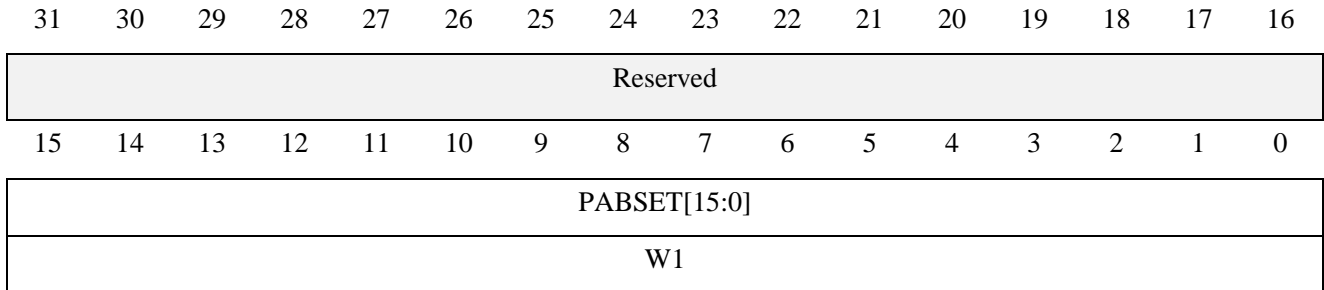 31 30 29 28 27 26 25 24 23 22 21 20 19 18 17 16
Reserved
15 14 13 12 11 10 9 8 7 6 5 4 3 2 1 0
PABSET[15:0]
W1